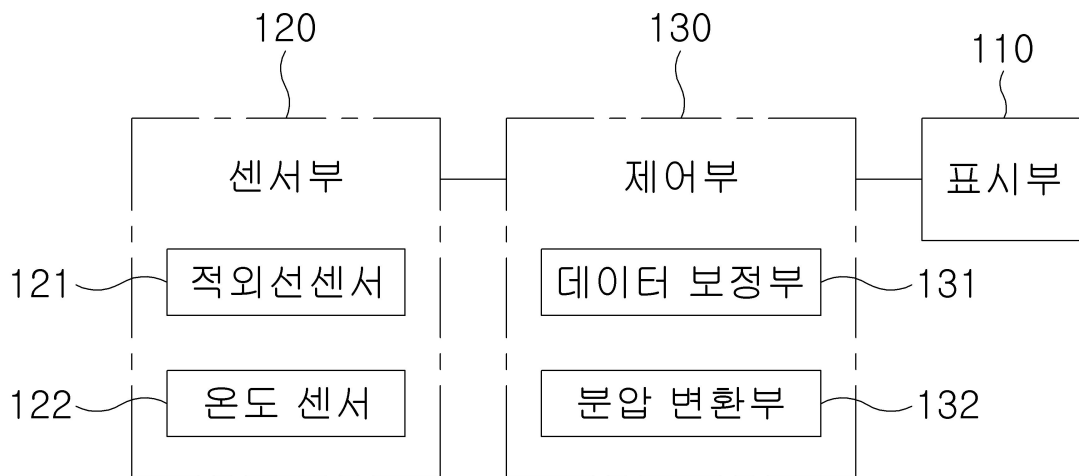 120
130
110
센서부
제어부
표시부
121
적외선센서
데이터 보정부
131
122
온도 센서
분압 변환부
132